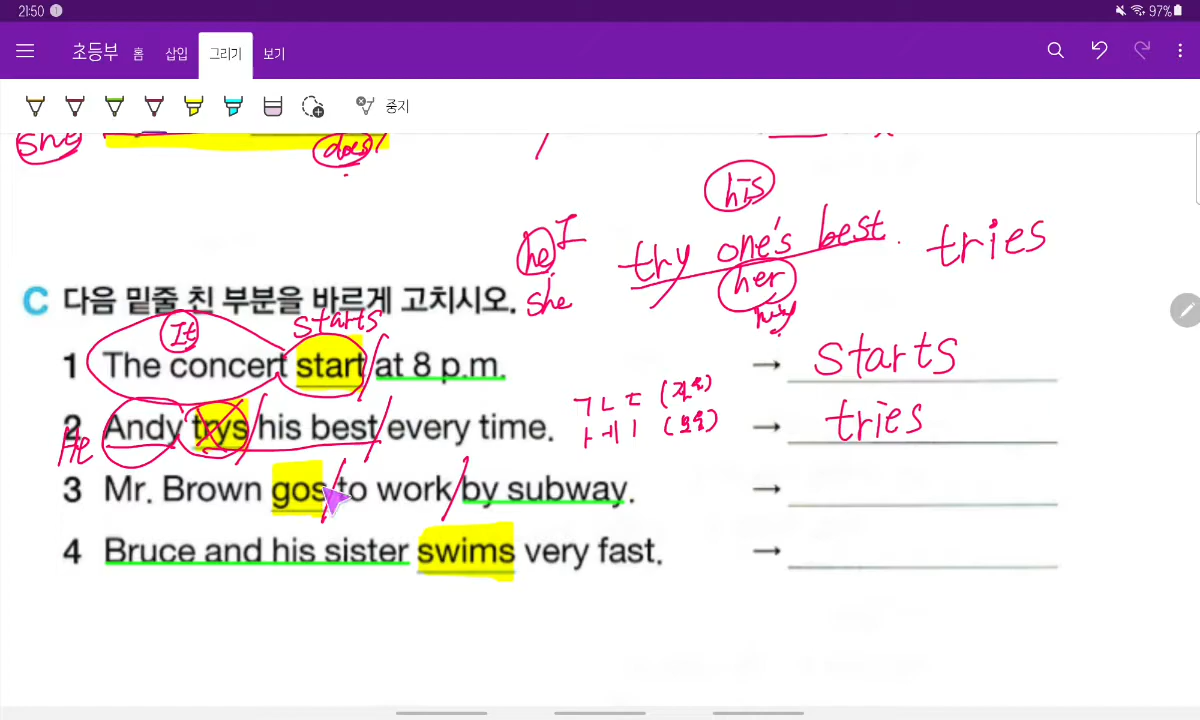 21:50 97%
초등부 홈 삽입 그리기 보기
중지
she does
his
he I try one's best. tries
she her
C 다음 밑줄 친 부분을 바르게 고치시오.
It starts
1 The concert start at 8 p.m. → starts
ㄱ ㄴ ㄷ (자음)
He 2 Andy trys his best every time. → tries
ㅏ ㅔ ㅣ (모음)
3 Mr. Brown gos to work by subway. →
4 Bruce and his sister swims very fast. →